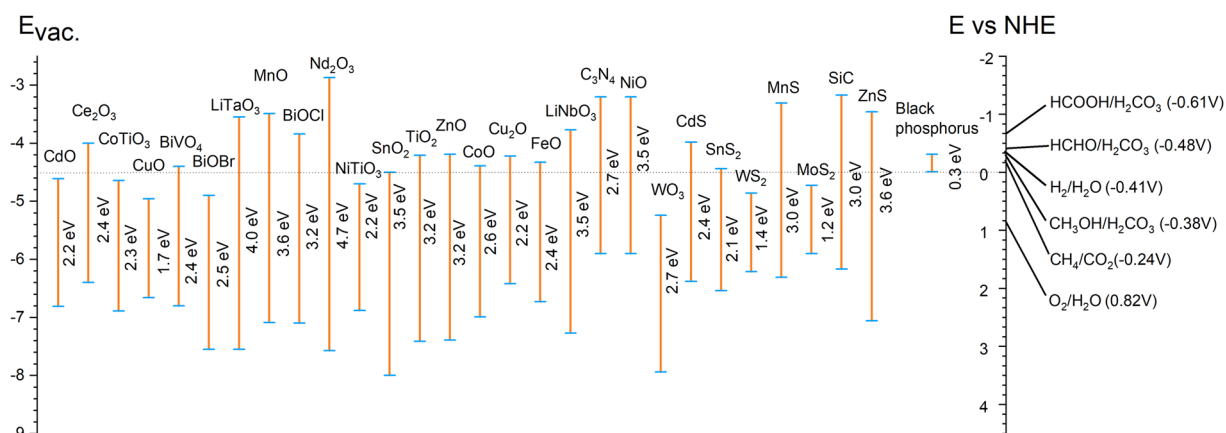 E_vac.
E vs NHE
-3
-4
-5
-6
-7
-8
-9
CdO
2.2 eV
Ce₂O₃
2.4 eV
CoTiO₃
2.3 eV
CuO
1.7 eV
BiVO₄
2.4 eV
BiOBr
2.5 eV
LiTaO₃
4.0 eV
MnO
3.6 eV
BiOCl
3.2 eV
Nd₂O₃
4.7 eV
NiTiO₃
2.2 eV
SnO₂
3.5 eV
TiO₂
3.2 eV
ZnO
3.2 eV
CoO
2.6 eV
Cu₂O
2.2 eV
FeO
2.4 eV
LiNbO₃
3.5 eV
C₃N₄
2.7 eV
NiO
3.5 eV
WO₃
2.7 eV
CdS
2.4 eV
SnS₂
2.1 eV
WS₂
1.4 eV
MnS
3.0 eV
MoS₂
1.2 eV
SiC
3.0 eV
ZnS
3.6 eV
Black
phosphorus
0.3 eV
-2
-1
0
1
2
3
4
HCOOH/H₂CO₃ (-0.61V)
HCHO/H₂CO₃ (-0.48V)
H₂/H₂O (-0.41V)
CH₃OH/H₂CO₃ (-0.38V)
CH₄/CO₂(-0.24V)
O₂/H₂O (0.82V)